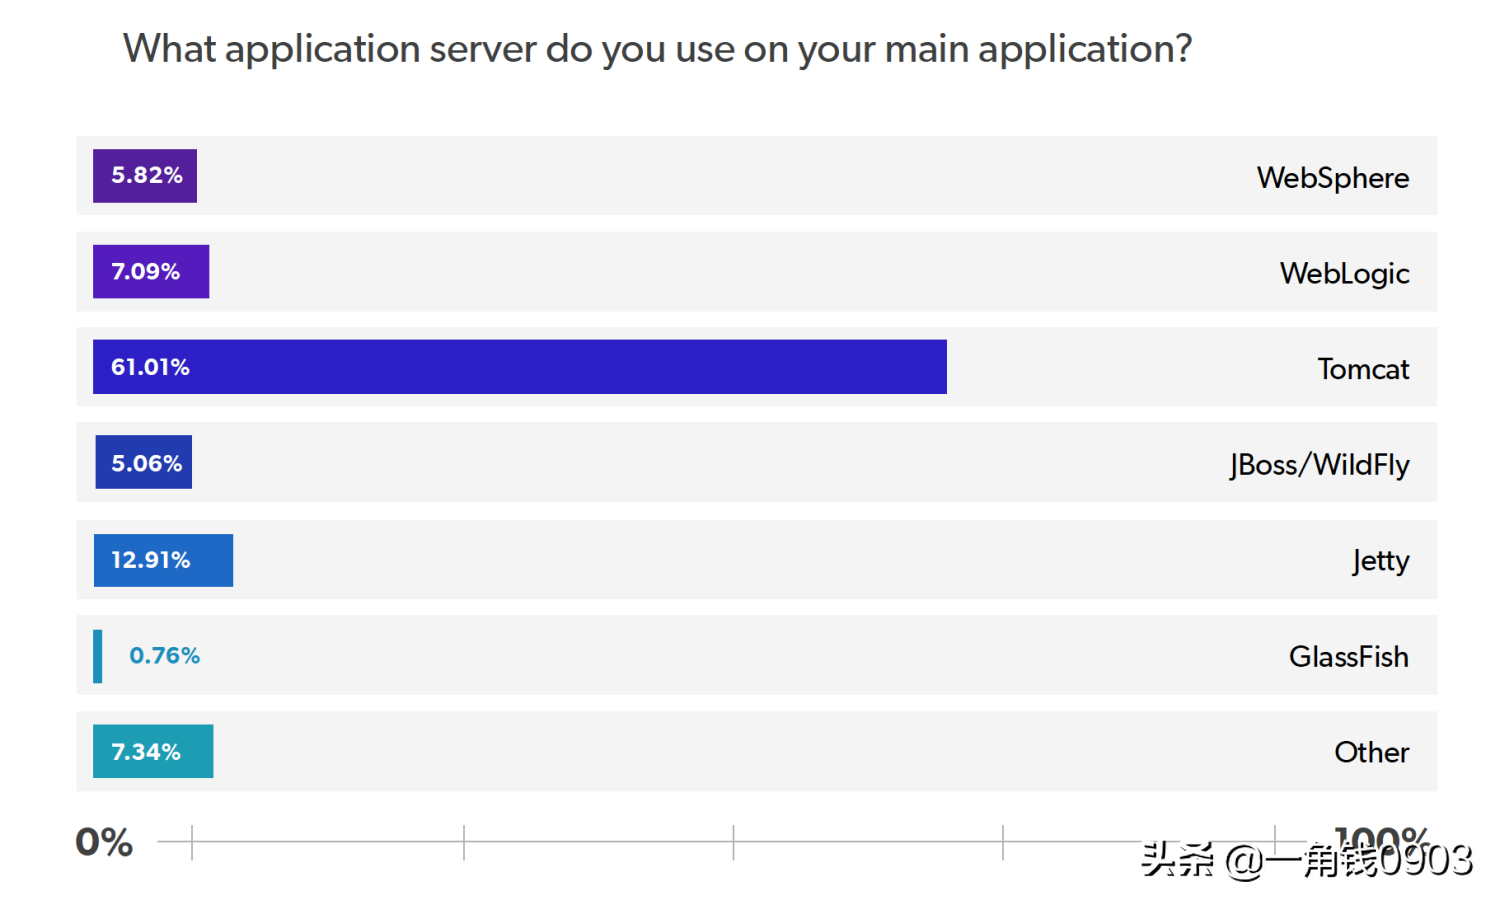 What application server do you use on your main application?
5.82% WebSphere
7.09% WebLogic
61.01% Tomcat
5.06% JBoss/WildFly
12.91% Jetty
0.76% GlassFish
7.34% Other
0% 100%
头条 @一角钱0903